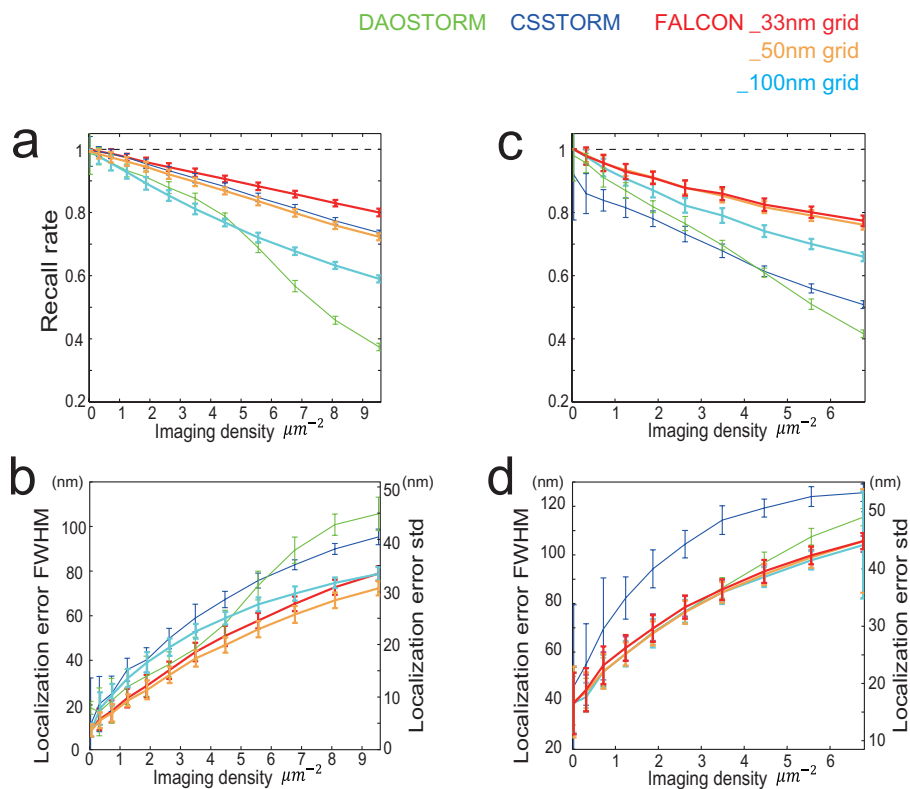 DAOSTORM CSSTORM FALCON _33nm grid
_50nm grid
_100nm grid
a
1
0.8
0.6
0.4
0.2
Recall rate
0 1 2 3 4 5 6 7 8 9
Imaging density μm⁻²
c
1
0.8
0.6
0.4
0.2
0 1 2 3 4 5 6
Imaging density μm⁻²
b
(nm)
100
80
60
40
20
0
Localization error FWHM
(nm)
50
40
30
20
10
0
Localization error std
0 1 2 3 4 5 6 7 8 9
Imaging density μm⁻²
d
(nm)
120
100
80
60
40
20
Localization error FWHM
(nm)
50
40
30
20
10
Localization error std
0 1 2 3 4 5 6
Imaging density μm⁻²